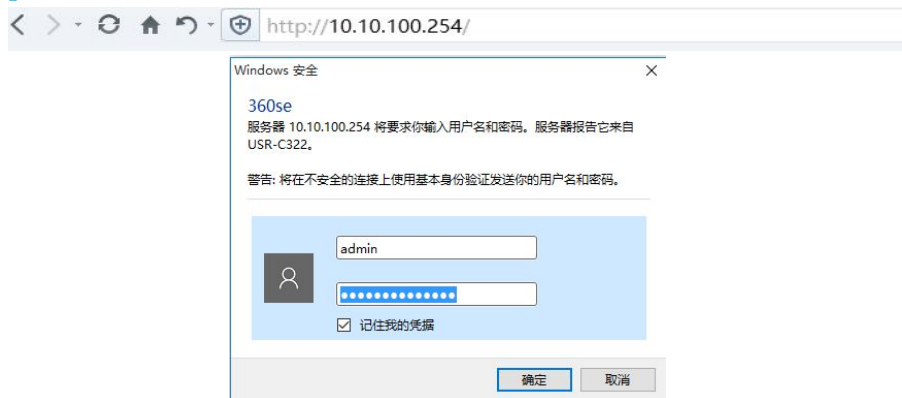 http://10.10.100.254/
Windows 安全
360se
服务器 10.10.100.254 将要求你输入用户名和密码。服务器报告它来自
USR-C322。
警告: 将在不安全的连接上使用基本身份验证发送你的用户名和密码。
admin
●●●●●●●●●●●●●●
记住我的凭据
确定
取消